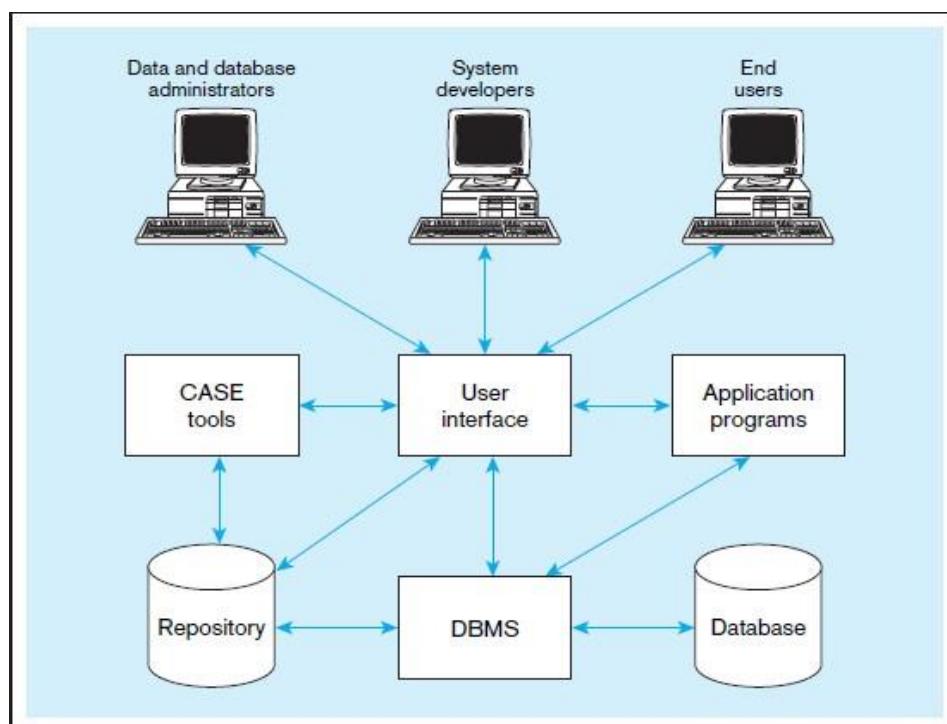 Data and database
administrators
System
developers
End
users
CASE
tools
User
interface
Application
programs
Repository
DBMS
Database